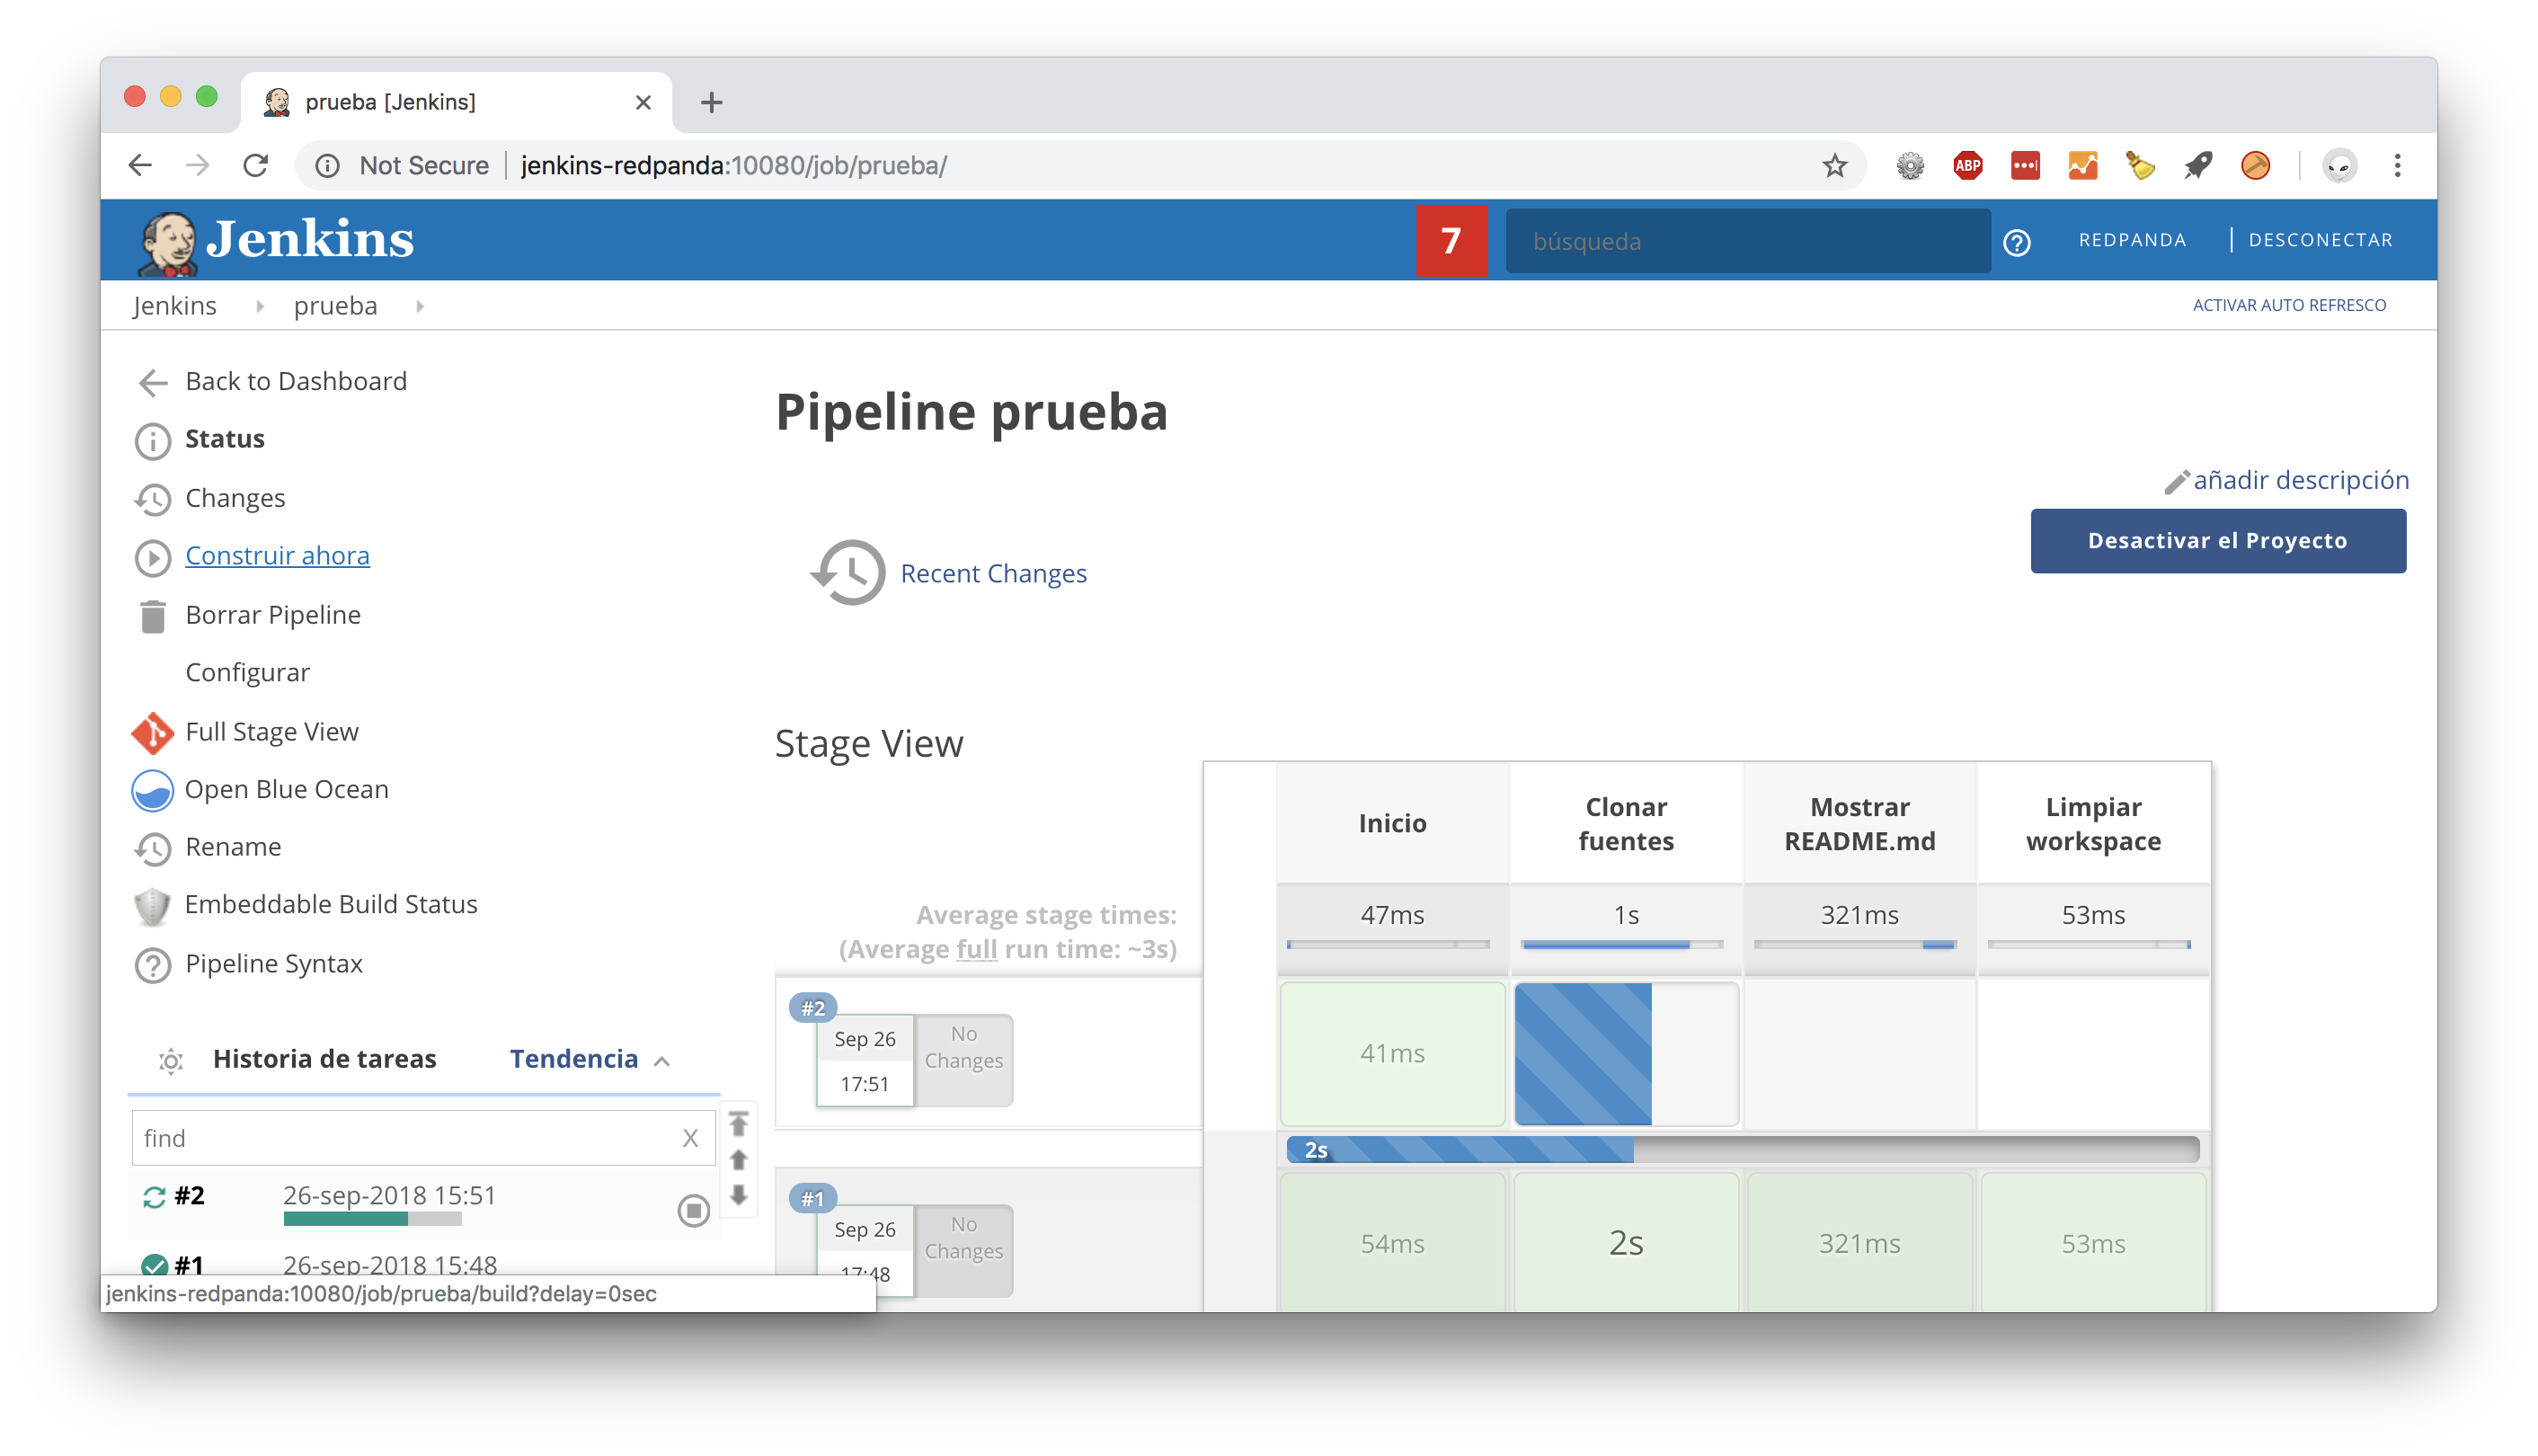 prueba [Jenkins]
Not Secure jenkins-redpanda:10080/job/prueba/
ABP
Jenkins
7
búsqueda
REDPANDA
DESCONECTAR
Jenkins
prueba
ACTIVAR AUTO REFRESCO
Back to Dashboard
Status
Changes
Construir ahora
Borrar Pipeline
Configurar
Full Stage View
Open Blue Ocean
Rename
Embeddable Build Status
Pipeline Syntax
Historia de tareas
Tendencia
find
X
#2
26-sep-2018 15:51
#1
26-sep-2018 15:48
jenkins-redpanda:10080/job/prueba/build?delay=0sec
Pipeline prueba
añadir descripción
Desactivar el Proyecto
Recent Changes
Stage View
Inicio
Clonar
fuentes
Mostrar
README.md
Limpiar
workspace
Average stage times:
(Average full run time: ~3s)
47ms
1s
321ms
53ms
#2
Sep 26
17:51
No
Changes
41ms
2s
#1
Sep 26
17:48
No
Changes
54ms
2s
321ms
53ms